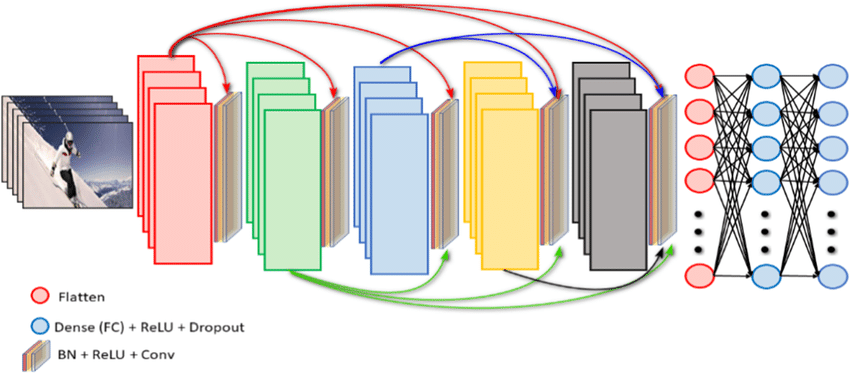 Flatten
Dense (FC) + ReLU + Dropout
BN + ReLU + Conv